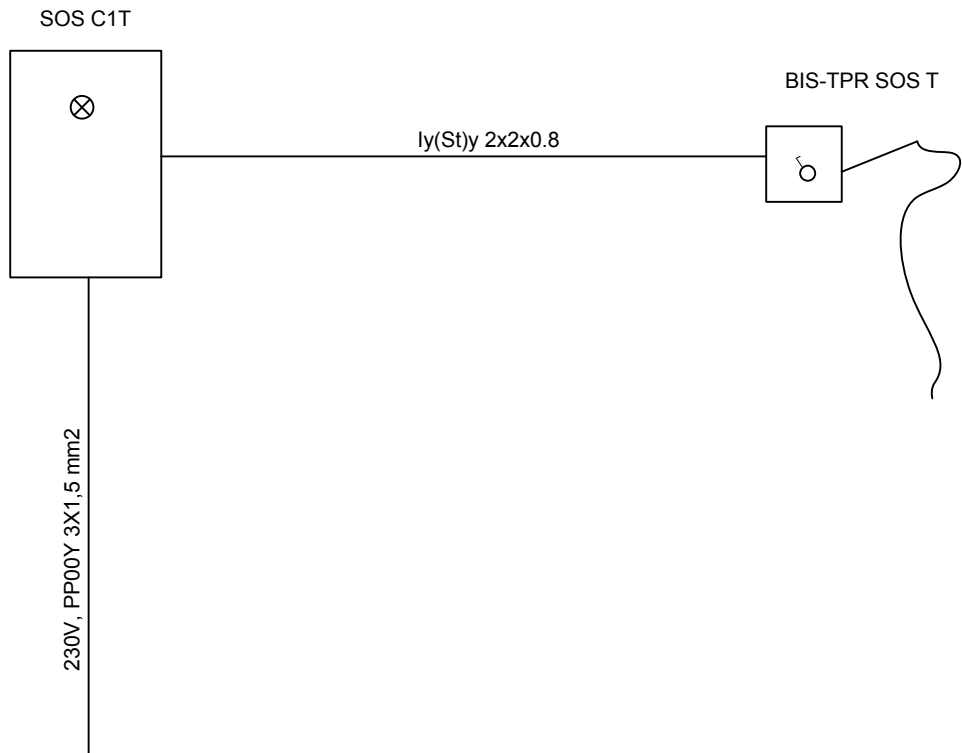 SOS C1T
BIS-TPR SOS T
Iy(St)y 2x2x0.8
230V, PP00Y 3X1,5 mm2